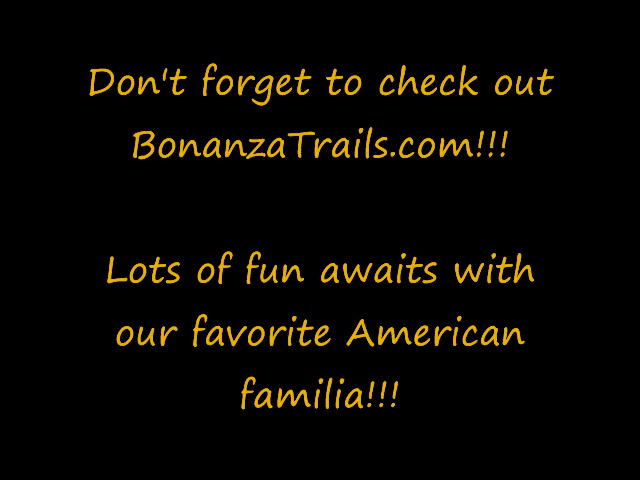 Don't forget to check out
BonanzaTrails.com!!!
Lots of fun awaits with
our favorite American
familia!!!